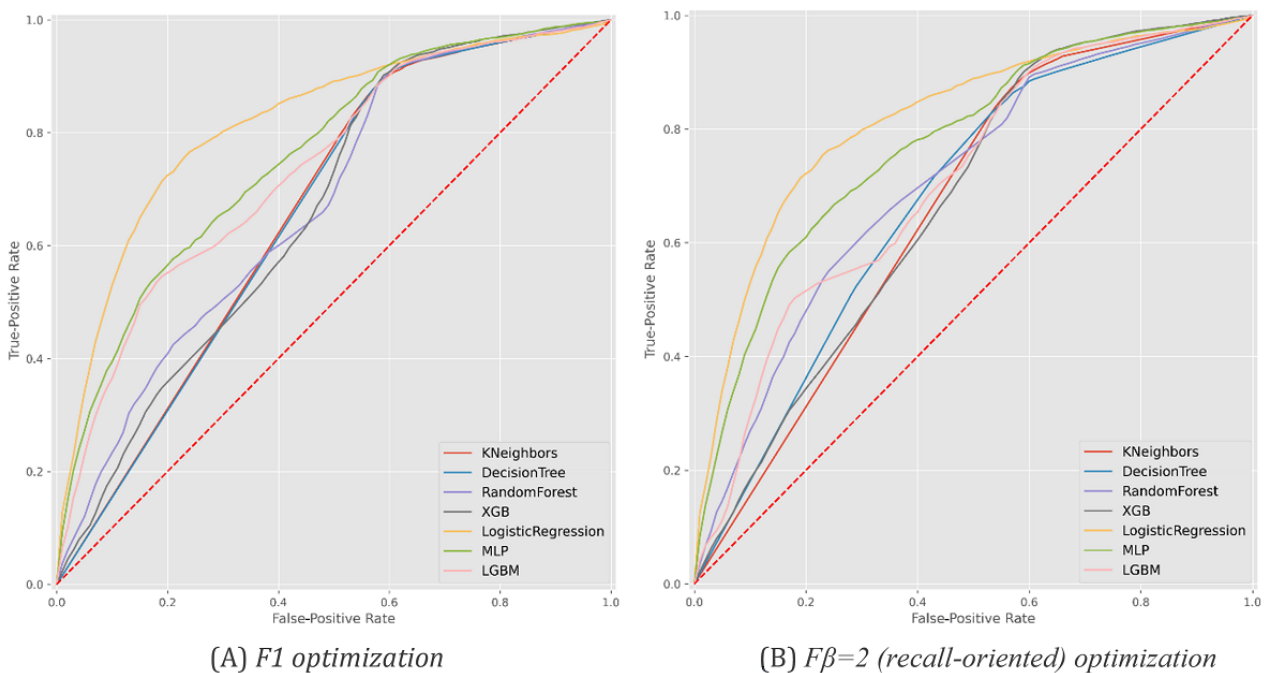 1.0
0.8
0.6
0.4
0.2
0.0
True-Positive Rate
0.0 0.2 0.4 0.6 0.8 1.0
False-Positive Rate
KNeighbors
DecisionTree
RandomForest
XGB
LogisticRegression
MLP
LGBM
(A) F1 optimization
1.0
0.8
0.6
0.4
0.2
0.0
True-Positive Rate
0.0 0.2 0.4 0.6 0.8 1.0
False-Positive Rate
KNeighbors
DecisionTree
RandomForest
XGB
LogisticRegression
MLP
LGBM
(B) Fβ=2 (recall-oriented) optimization